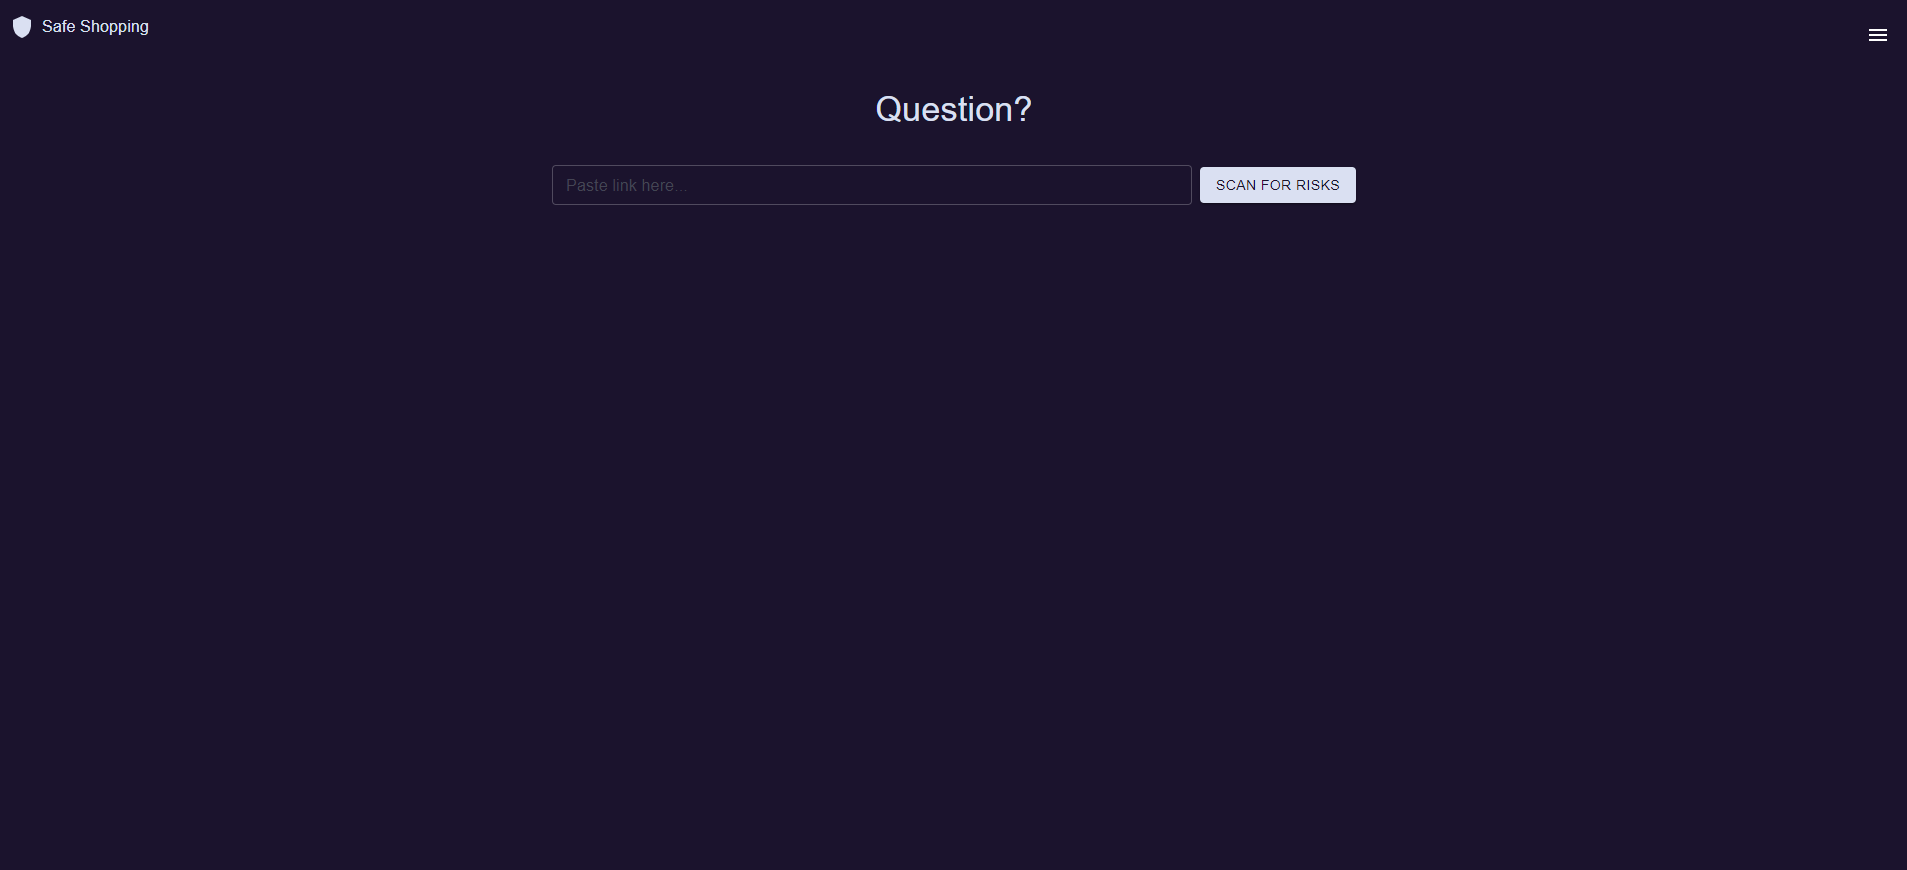 Safe Shopping
Question?
Paste link here...
SCAN FOR RISKS